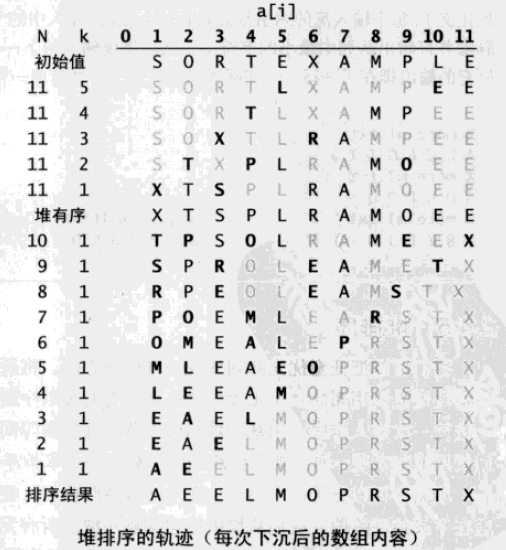 a[i]
N k 0 1 2 3 4 5 6 7 8 9 10 11
初始值 S O R T E X A M P L E
11 5 S O R T L X A M P E E
11 4 S O R T L X A M P E E
11 3 S O X T L R A M P E E
11 2 S T X P L R A M O E E
11 1 X T S P L R A M O E E
堆有序 X T S P L R A M O E E
10 1 T P S O L R A M E E X
9 1 S P R O L E A M E T X
8 1 R P E O L E A M S T X
7 1 P O E M L E A R S T X
6 1 O M E A L E P R S T X
5 1 M L E A E O P R S T X
4 1 L E E A M O P R S T X
3 1 E A E L M O P R S T X
2 1 E A E L M O P R S T X
1 1 A E E L M O P R S T X
排序结果 A E E L M O P R S T X
堆排序的轨迹（每次下沉后的数组内容）